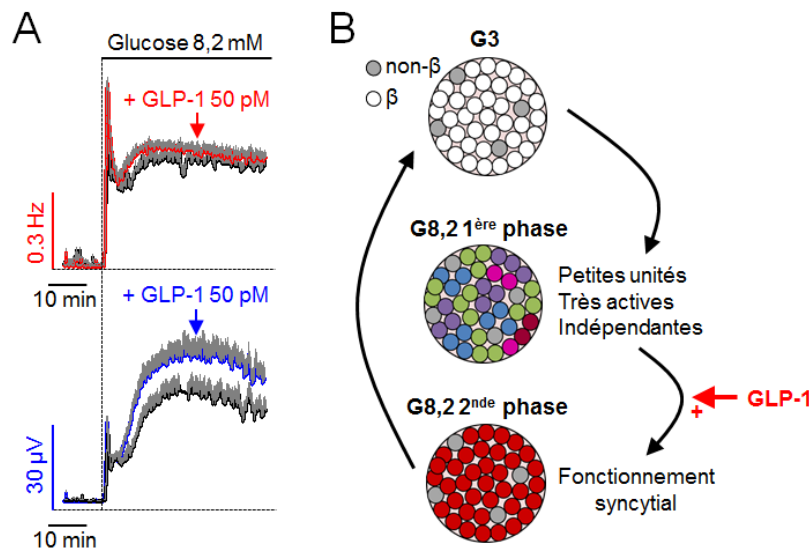 A
Glucose 8,2 mM
+ GLP-1 50 pM
0.3 Hz
10 min
+ GLP-1 50 pM
30 µV
10 min
B
G3
non-β
β
G8,2 1ère phase
Petites unités
Très actives
Indépendantes
GLP-1
+
G8,2 2nde phase
Fonctionnement
syncytial